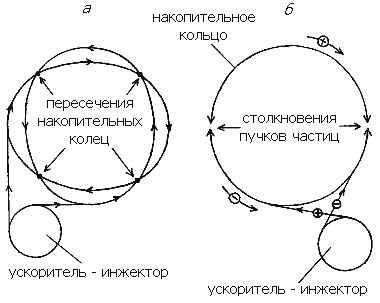 а
пересечения
накопительных
колец
ускоритель - инжектор
б
накопительное
кольцо
+
столкновения
пучков частиц
−
−
+
ускоритель - инжектор